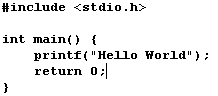 #include <stdio.h>
int main() {
    printf("Hello World");
    return 0;
}